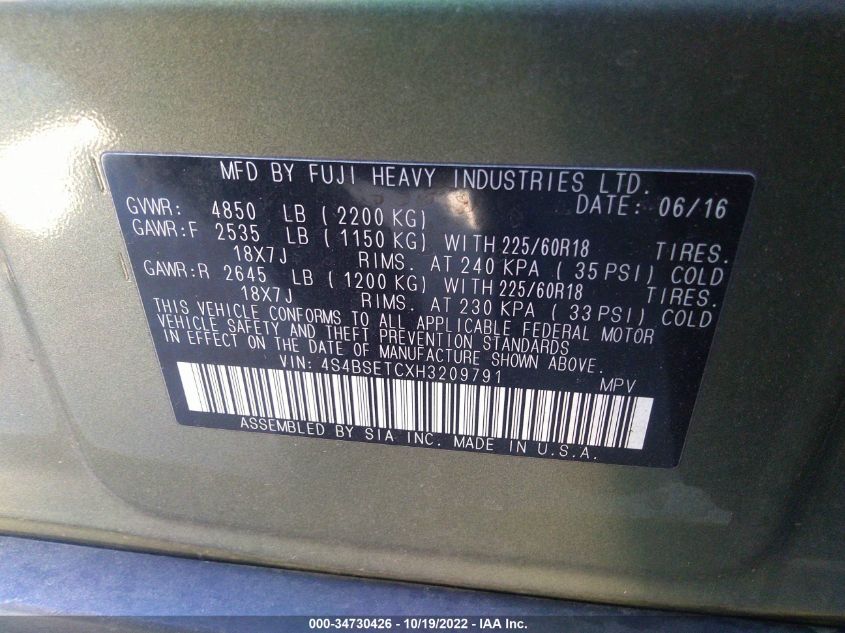 MFD BY FUJI HEAVY INDUSTRIES LTD.
DATE: 06/16
GVWR: 4850 LB ( 2200 KG)
GAWR:F 2535 LB ( 1150 KG) WITH 225/60R18 TIRES.
18X7J RIMS. AT 240 KPA ( 35 PSI) COLD
GAWR:R 2645 LB ( 1200 KG) WITH 225/60R18 TIRES.
18X7J RIMS. AT 230 KPA ( 33 PSI) COLD
THIS VEHICLE CONFORMS TO ALL APPLICABLE FEDERAL MOTOR
VEHICLE SAFETY AND THEFT PREVENTION STANDARDS
IN EFFECT ON THE DATE OF MANUFACTURE SHOWN ABOVE.
VIN: 4S4BSETCXH3209791 MPV
ASSEMBLED BY SIA INC. MADE IN U.S.A.
000-34730426 - 10/19/2022 - IAA Inc.